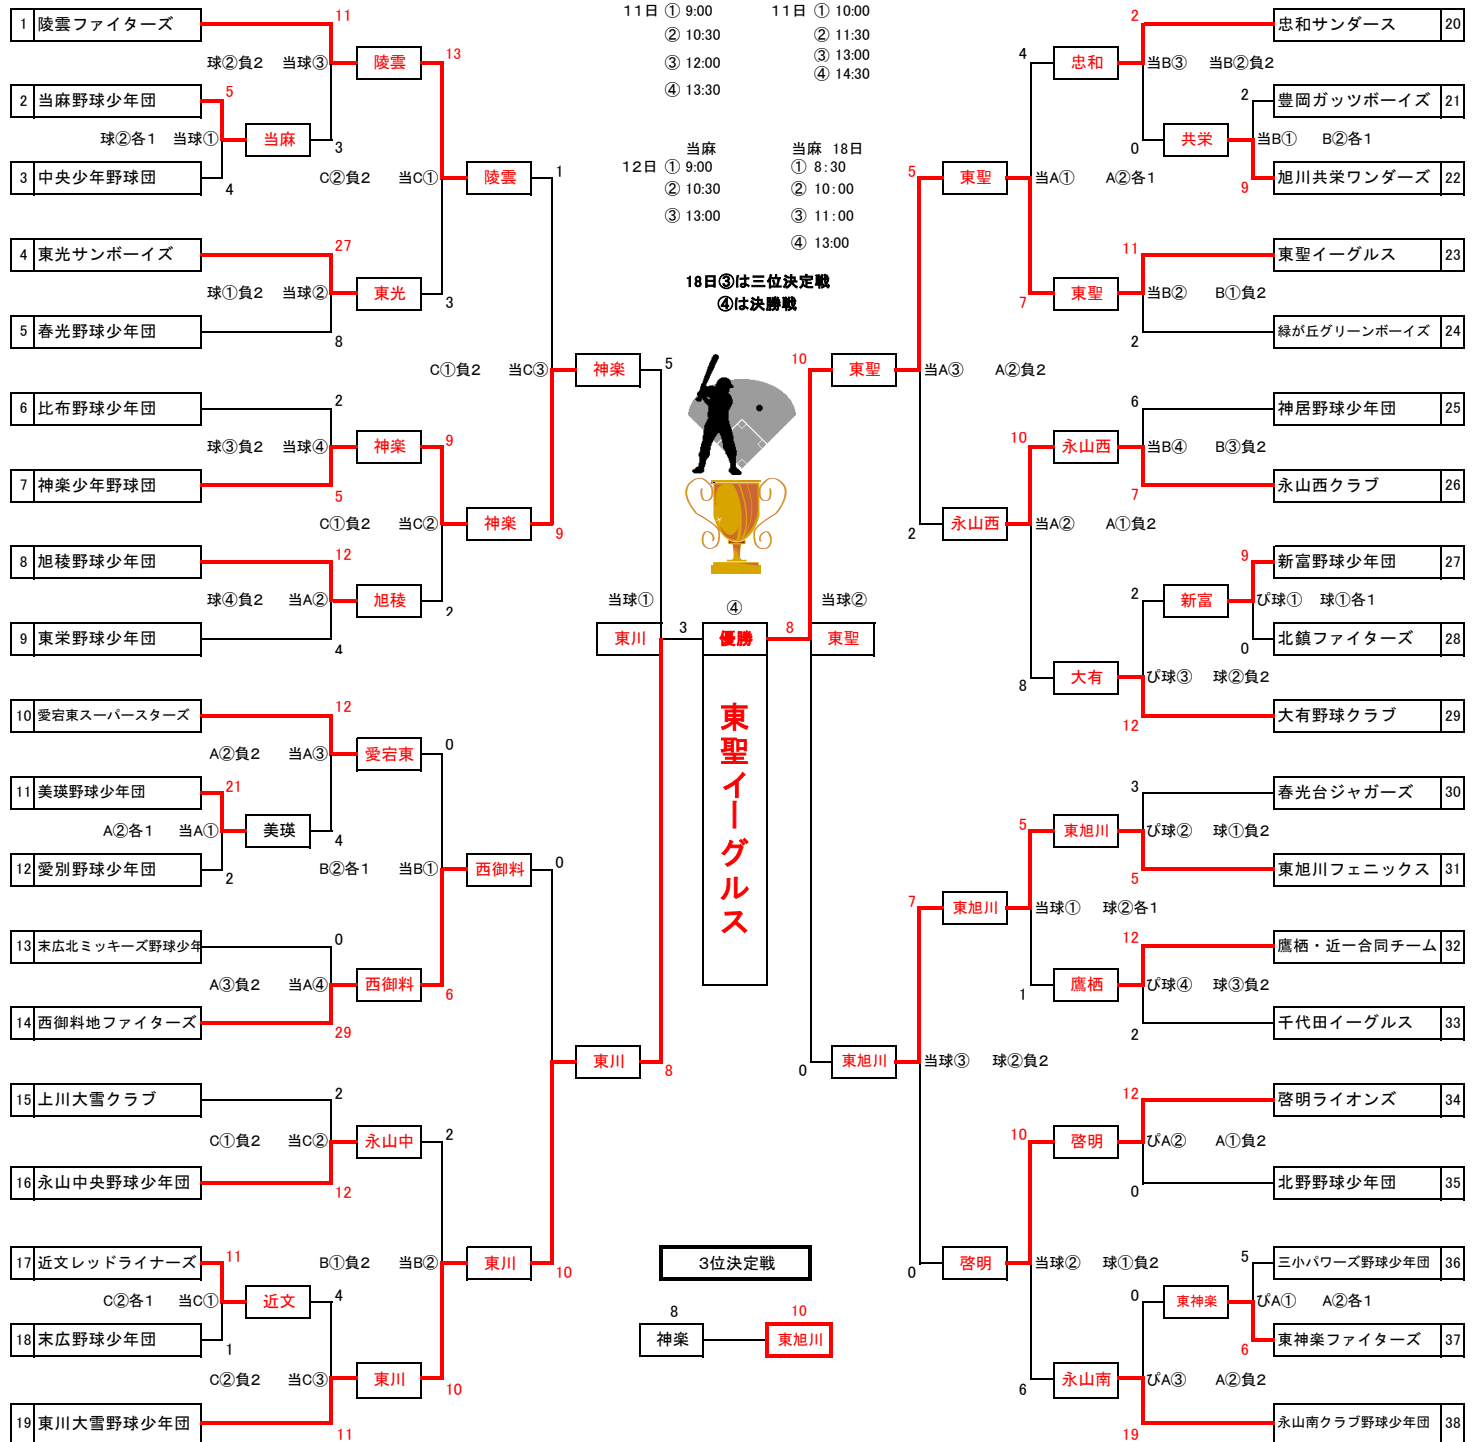 11日 ① 9:00
② 10:30
③ 12:00
④ 13:30
11日 ① 10:00
② 11:30
③ 13:00
④ 14:30
当麻
12日 ① 9:00
② 10:30
③ 13:00
当麻 18日
① 8:30
② 10:00
③ 11:00
④ 13:00
18日③は三位決定戦
④は決勝戦
1 陵雲ファイターズ
11
球②負2 当球③
陵雲
13
2 当麻野球少年団
5
球②各1 当球①
当麻
3
3 中央少年野球団
4
C②負2 当C①
陵雲
1
4 東光サンボーイズ
27
球①負2 当球②
東光
3
5 春光野球少年団
8
C①負2 当C③
神楽
5
6 比布野球少年団
2
球③負2 当球④
神楽
9
7 神楽少年野球団
5
C①負2 当C②
神楽
9
8 旭稜野球少年団
12
球④負2 当A②
旭稜
2
9 東栄野球少年団
4
当球①
東川
3
10 愛宕東スーパースターズ
12
A②負2 当A③
愛宕東
0
11 美瑛野球少年団
21
A②各1 当A①
美瑛
4
12 愛別野球少年団
2
B②各1 当B①
西御料
0
13 末広北ミッキーズ野球少年
0
A③負2 当A④
西御料
6
14 西御料地ファイターズ
29
東川
8
15 上川大雪クラブ
2
C①負2 当C②
永山中
2
16 永山中央野球少年団
12
B①負2 当B②
東川
10
17 近文レッドライナーズ
11
C②各1 当C①
近文
4
18 末広野球少年団
1
C②負2 当C③
東川
10
19 東川大雪野球少年団
11
④
優勝
東聖イーグルス
3位決定戦
8
神楽
10
東旭川
2
忠和サンダース 20
4
忠和
当B③ 当B②負2
2
豊岡ガッツボーイズ 21
0
共栄
当B① B②各1
9
旭川共栄ワンダーズ 22
5
東聖
当A① A②各1
11
東聖イーグルス 23
7
東聖
当B② B①負2
2
緑が丘グリーンボーイズ 24
10
東聖
当A③ A②負2
6
神居野球少年団 25
10
永山西
当B④ B③負2
7
永山西クラブ 26
2
永山西
当A② A①負2
9
新富野球少年団 27
2
新富
ぴ球① 球①各1
0
北鎮ファイターズ 28
8
大有
ぴ球③ 球②負2
12
大有野球クラブ 29
当球②
8
東聖
3
春光台ジャガーズ 30
5
東旭川
ぴ球② 球①負2
5
東旭川フェニックス 31
7
東旭川
当球① 球②各1
12
鷹栖・近一合同チーム 32
1
鷹栖
ぴ球④ 球③負2
2
千代田イーグルス 33
0
東旭川
当球③ 球②負2
12
啓明ライオンズ 34
10
啓明
ぴA② A①負2
0
北野野球少年団 35
0
啓明
当球② 球①負2
5
三小パワーズ野球少年団 36
0
東神楽
ぴA① A②各1
6
東神楽ファイターズ 37
6
永山南
ぴA③ A②負2
19
永山南クラブ野球少年団 38